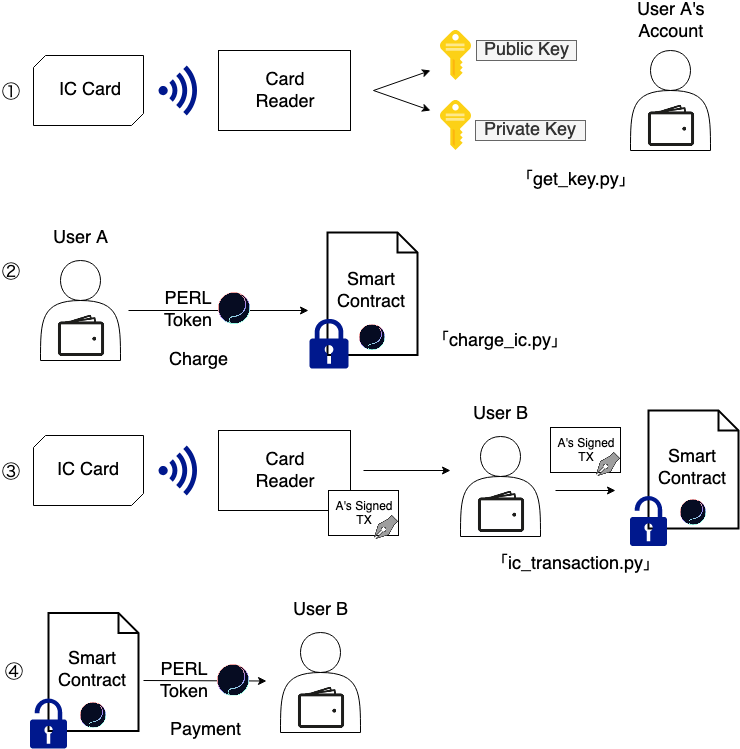 User A's
Account
①
IC Card
Card
Reader
Public Key
Private Key
「get_key.py」
②
User A
PERL
Token
Charge
Smart
Contract
「charge_ic.py」
③
IC Card
Card
Reader
A's Signed
TX
User B
A's Signed
TX
Smart
Contract
「ic_transaction.py」
④
Smart
Contract
PERL
Token
Payment
User B